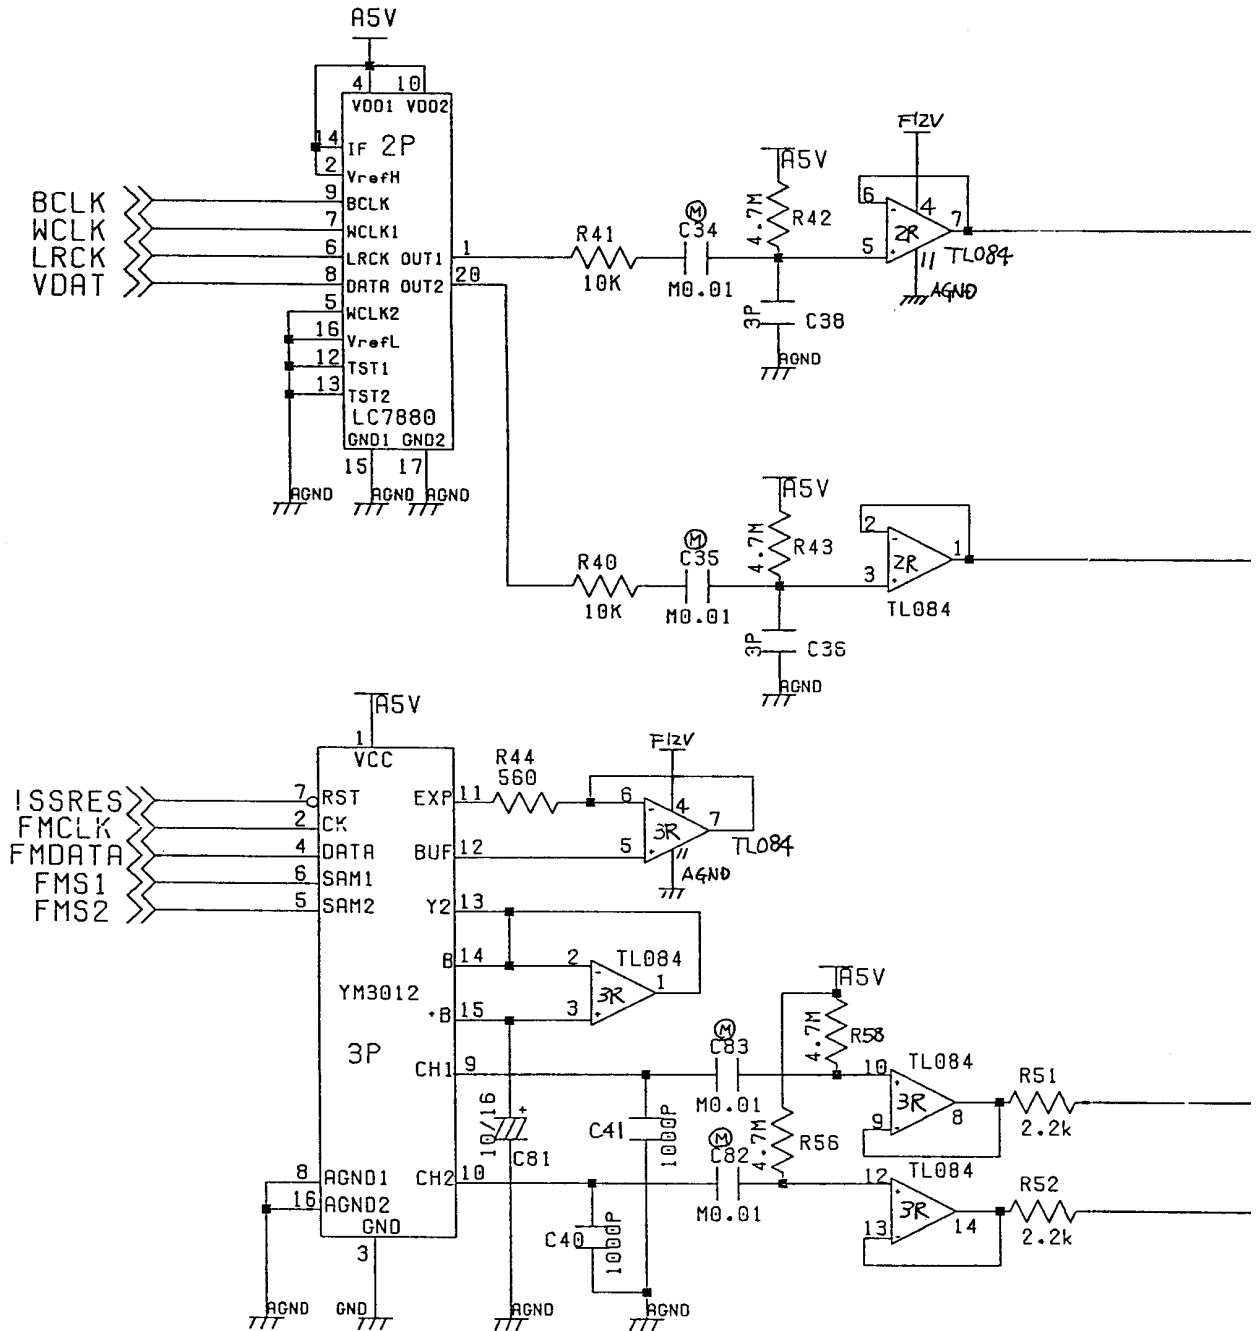 A5V
4 10
VDD1 VDD2
14 IF 2P
2 VrefH
BCLK 9 BCLK
WCLK 7 WCLK1
LRCK 6 LRCK OUT1 1
VDAT 8 DATA OUT2 20
5 WCLK2
16 VrefL
12 TST1
13 TST2
LC7880
GND1 GND2
15 17
AGND AGND AGND
R41
10K
M
C34
M0.01
A5V
4.7M R42
3P C38
AGND
F12V
6 - 4 7
2R
5 + 11 TL084
AGND
R40
10K
M
C35
M0.01
A5V
4.7M R43
3P C36
AGND
2 - 1
2R
3 +
TL084
A5V
1
VCC
!SSRES 7 RST EXP 11
FMCLK 2 CK
FMDATA 4 DATA BUF 12
FMS1 6 SAM1
FMS2 5 SAM2 Y2 13
B 14
YM3012
+B 15
3P
CH1 9
8 AGND1 CH2 10
16 AGND2
GND
3
AGND GND AGND AGND
R44
560
F12V
6 - 4 7
3R
5 + 11 TL084
AGND
TL084
2 - 1
3R
3 +
10/16 +
C81
C41 1000P
C40 1000P
M
C83
M0.01
M
C82
M0.01
A5V
4.7M R58
4.7M R56
TL084
10 + 8
3R
9 -
R51
2.2k
TL084
12 + 14
3R
13 -
R52
2.2k